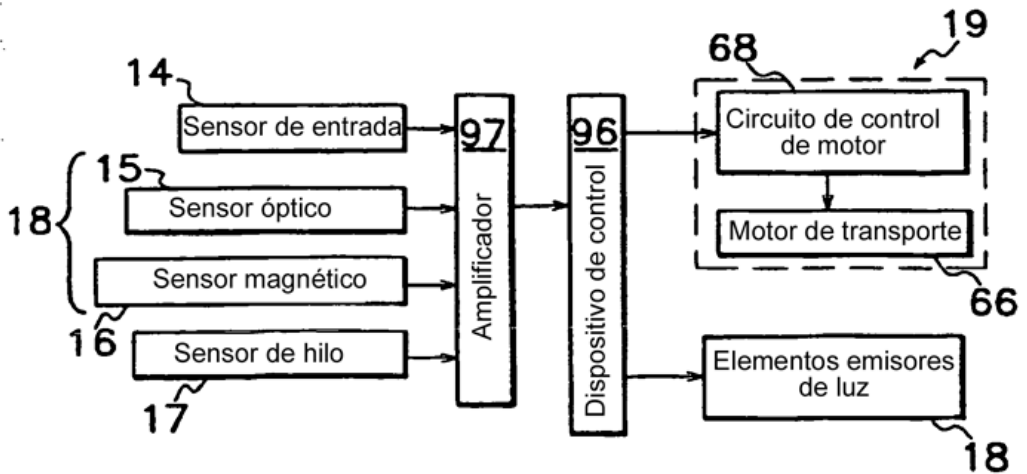 19
68
14
Sensor de entrada
97
Amplificador
96
Dispositivo de control
Circuito de control
de motor
15
Sensor óptico
18
Motor de transporte
Sensor magnético
66
16
Sensor de hilo
17
Elementos emisores
de luz
18